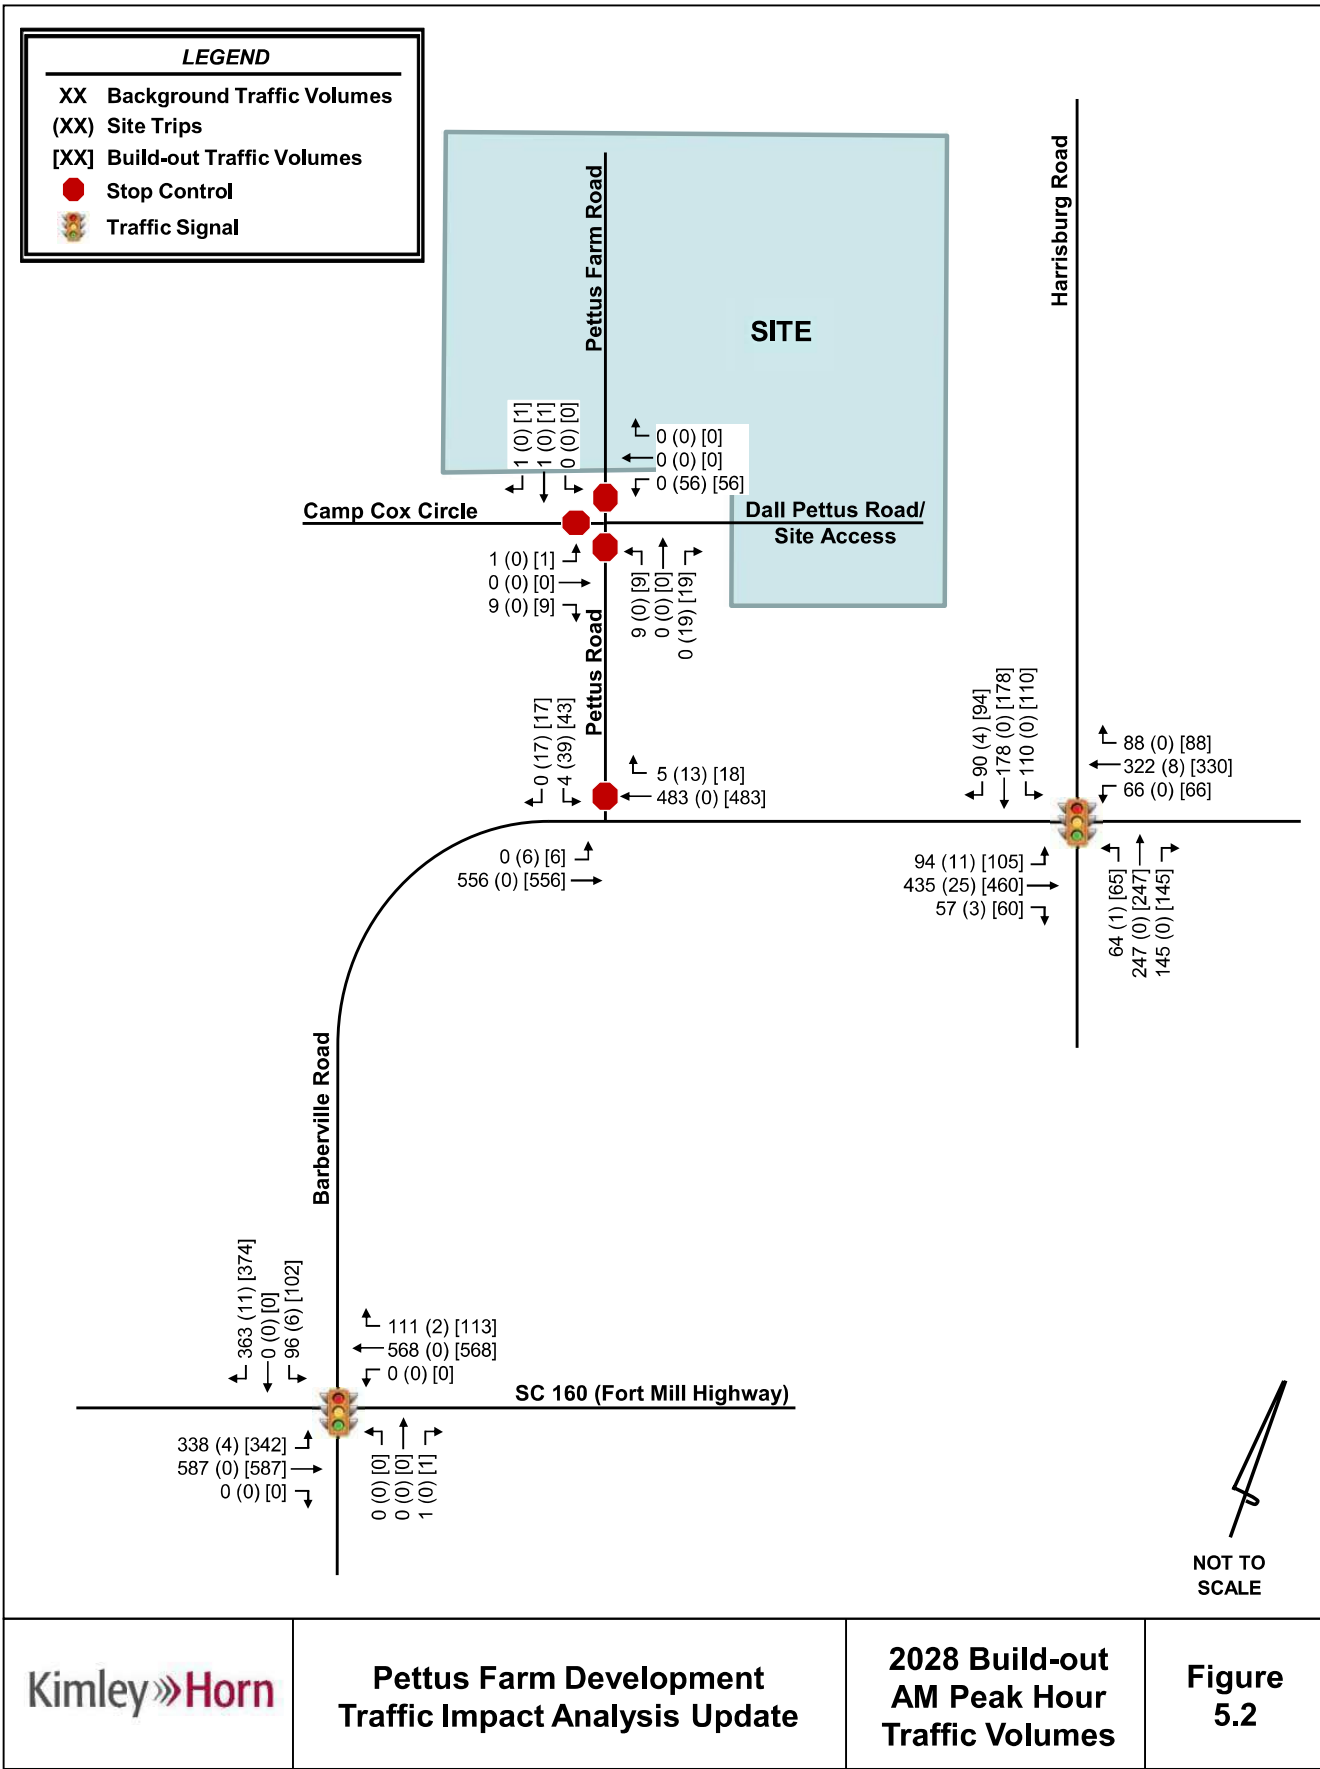 LEGEND
XX Background Traffic Volumes
(XX) Site Trips
[XX] Build-out Traffic Volumes
Stop Control
Traffic Signal
Pettus Farm Road
Harrisburg Road
SITE
1 (0) [1]
1 (0) [1]
0 (0) [0]
0 (0) [0]
0 (0) [0]
0 (56) [56]
Camp Cox Circle
Dall Pettus Road/
Site Access
1 (0) [1]
0 (0) [0]
9 (0) [9]
9 (0) [9]
0 (0) [0]
0 (19) [19]
Pettus Road
0 (17) [17]
4 (39) [43]
5 (13) [18]
483 (0) [483]
0 (6) [6]
556 (0) [556]
90 (4) [94]
178 (0) [178]
110 (0) [110]
88 (0) [88]
322 (8) [330]
66 (0) [66]
94 (11) [105]
435 (25) [460]
57 (3) [60]
64 (1) [65]
247 (0) [247]
145 (0) [145]
Barberville Road
363 (11) [374]
0 (0) [0]
96 (6) [102]
111 (2) [113]
568 (0) [568]
0 (0) [0]
SC 160 (Fort Mill Highway)
338 (4) [342]
587 (0) [587]
0 (0) [0]
0 (0) [0]
0 (0) [0]
1 (0) [1]
NOT TO
SCALE
Kimley»Horn
Pettus Farm Development
Traffic Impact Analysis Update
2028 Build-out
AM Peak Hour
Traffic Volumes
Figure
5.2